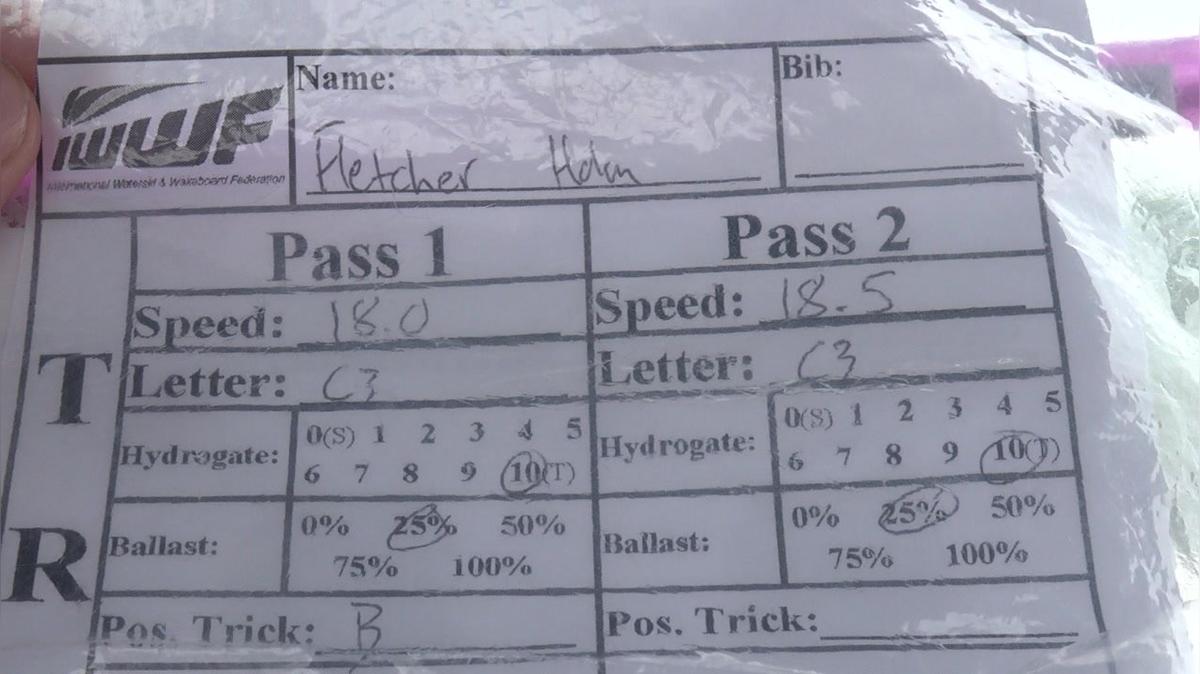 IWWF
International Waterski & Wakeboard Federation
Name: Fletcher
Bib:
Pass 1 Pass 2
Speed: 18.0 Speed: 18.5
Letter: C3 Letter: C3
Hydrogate: 0(S) 1 2 3 4 5 Hydrogate: 0(S) 1 2 3 4 5
6 7 8 9 10(T) 6 7 8 9 10(T)
Ballast: 0% 25% 50% Ballast: 0% 25% 50%
75% 100% 75% 100%
Pos. Trick: B Pos. Trick:
T
R